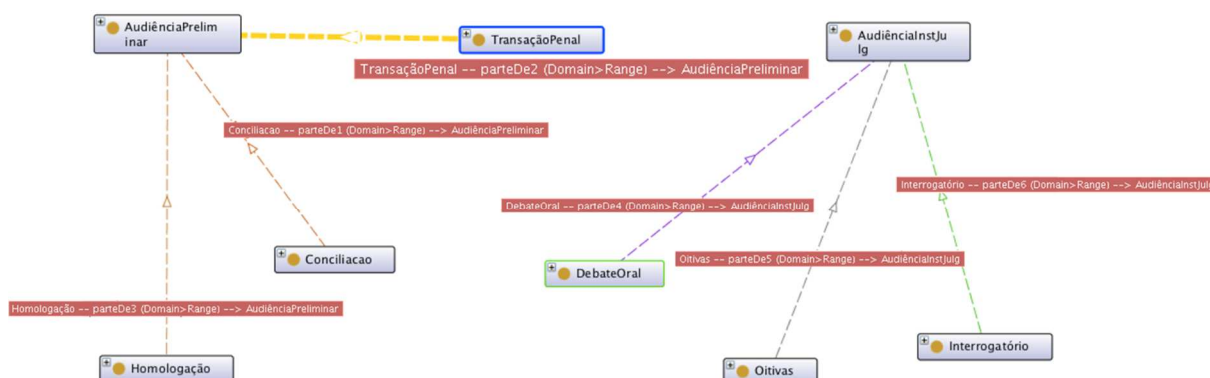 AudiênciaPrelim
inar
TransaçãoPenal
AudiênciaInstJu
lg
TransaçãoPenal -- parteDe2 (Domain>Range) --> AudiênciaPreliminar
Conciliacao -- parteDe1 (Domain>Range) --> AudiênciaPreliminar
Interrogatório -- parteDe6 (Domain>Range) --> AudiênciaInstJulg
DebateOral -- parteDe4 (Domain>Range) --> AudiênciaInstJulg
Conciliacao
Oitivas -- parteDe5 (Domain>Range) --> AudiênciaInstJulg
DebateOral
Homologação -- parteDe3 (Domain>Range) --> AudiênciaPreliminar
Interrogatório
Homologação
Oitivas